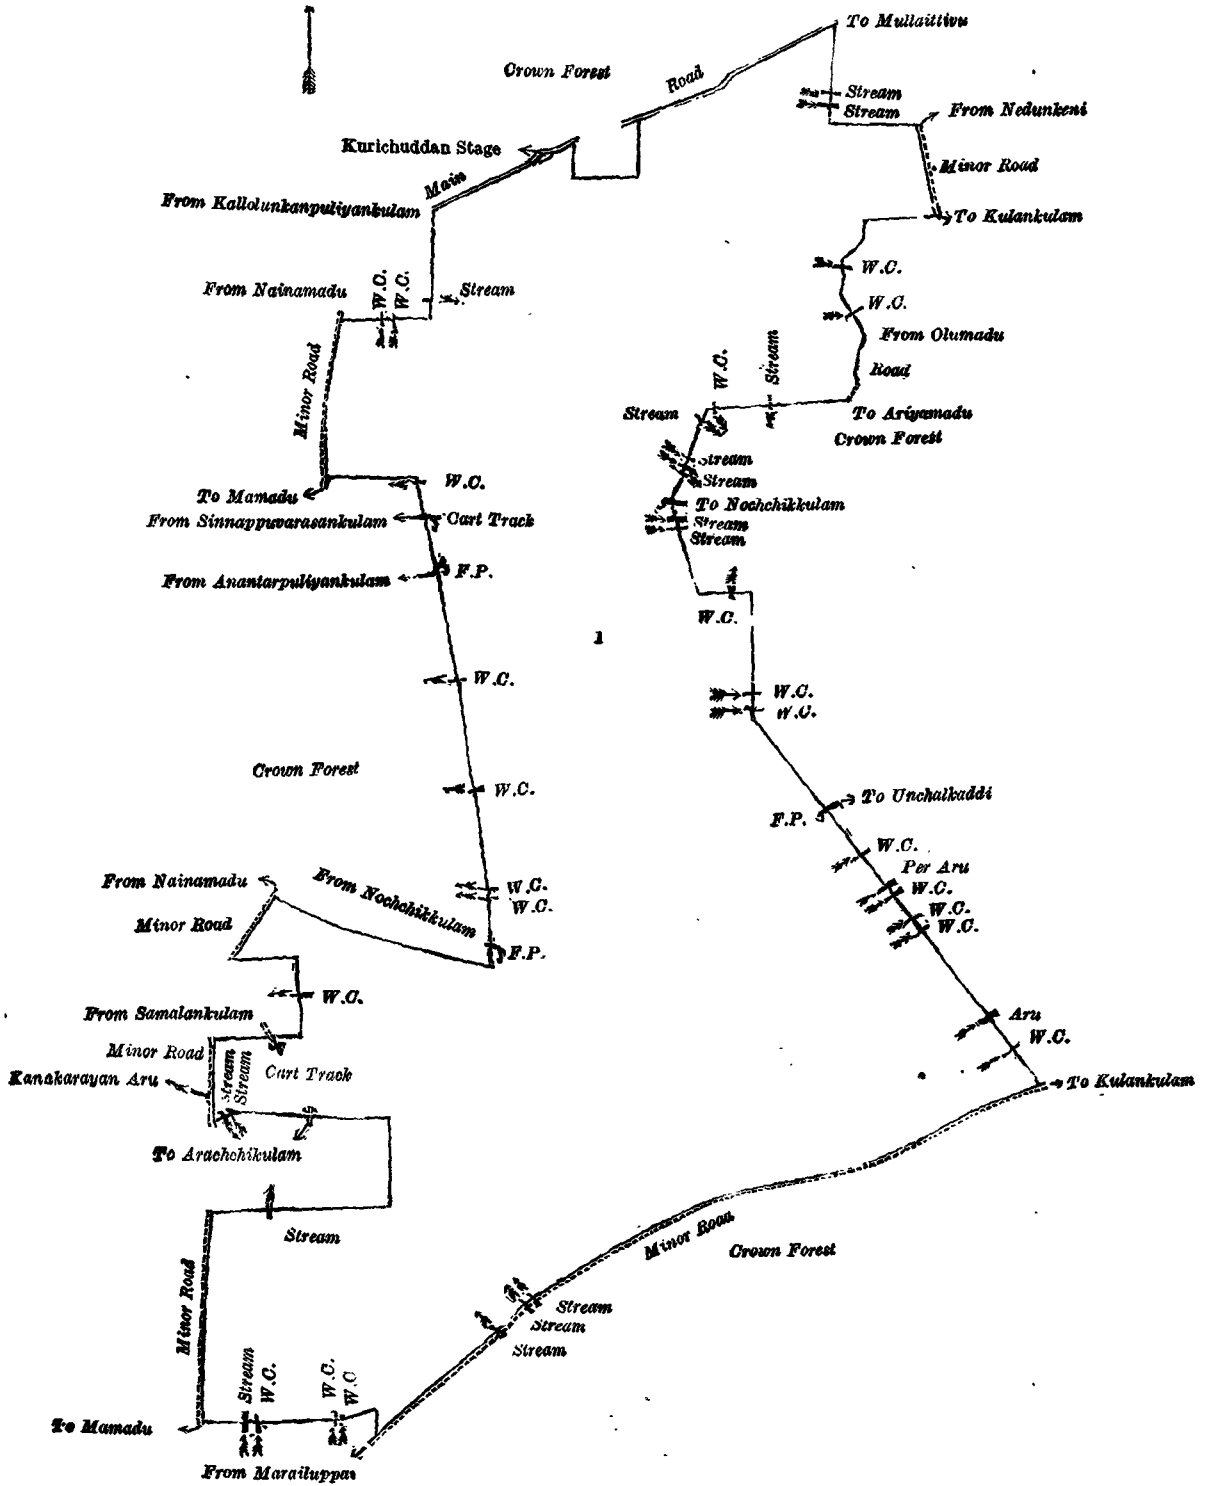 To Mullaittivu
Crown Forest
Road
Stream
Stream
From Nedunkeni
Kurichuddan Stage
Minor Road
Main
From Kallolunkanpuliyankulam
To Kulankulam
W.C.
From Nainamadu
W.C.
W.C.
Stream
W.C.
From Olumadu
Road
Minor Road
W.C.
Stream
Stream
To Ariyamadu
Crown Forest
Stream
Stream
W.C.
To Mamadu
To Nochchikkulam
From Sinnappuvarasankulam
Cart Track
Stream
Stream
From Anantarpuliyankulam
F.P.
W.C.
1
W.C.
W.C.
W.C.
Crown Forest
W.C.
To Unchalkaddi
F.P.
W.C.
Per Aru
From Nainamadu
From Nochchikkulam
W.C.
W.C.
W.C.
W.C.
W.C.
Minor Road
F.P.
W.C.
From Samalankulam
Aru
W.C.
Minor Road
Stream
Stream
Cart Track
Kanakarayan Aru
To Kulankulam
To Arachchikulam
Stream
Minor Road
Crown Forest
Minor Road
Stream
Stream
Stream
Stream
W.C.
W.C.
W.C
To Mamadu
From Marailuppai